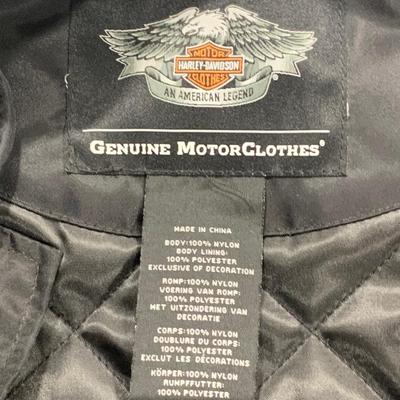 MOTOR
HARLEY-DAVIDSON
CLOTHES
AN AMERICAN LEGEND
GENUINE MOTORCLOTHES®
MADE IN CHINA
BODY:100% NYLON
BODY LINING:
100% POLYESTER
EXCLUSIVE OF DECORATION
ROMP:100% NYLON
VOERING VAN ROMP:
100% POLYESTER
MET UITZONDERING VAN
DECORATIE
CORPS:100% NYLON
DOUBLURE DU CORPS:
100% POLYESTER
EXCLUT LES DÉCORATIONS
KÖRPER:100% NYLON
RUMPFFUTTER:
100% POLYESTER